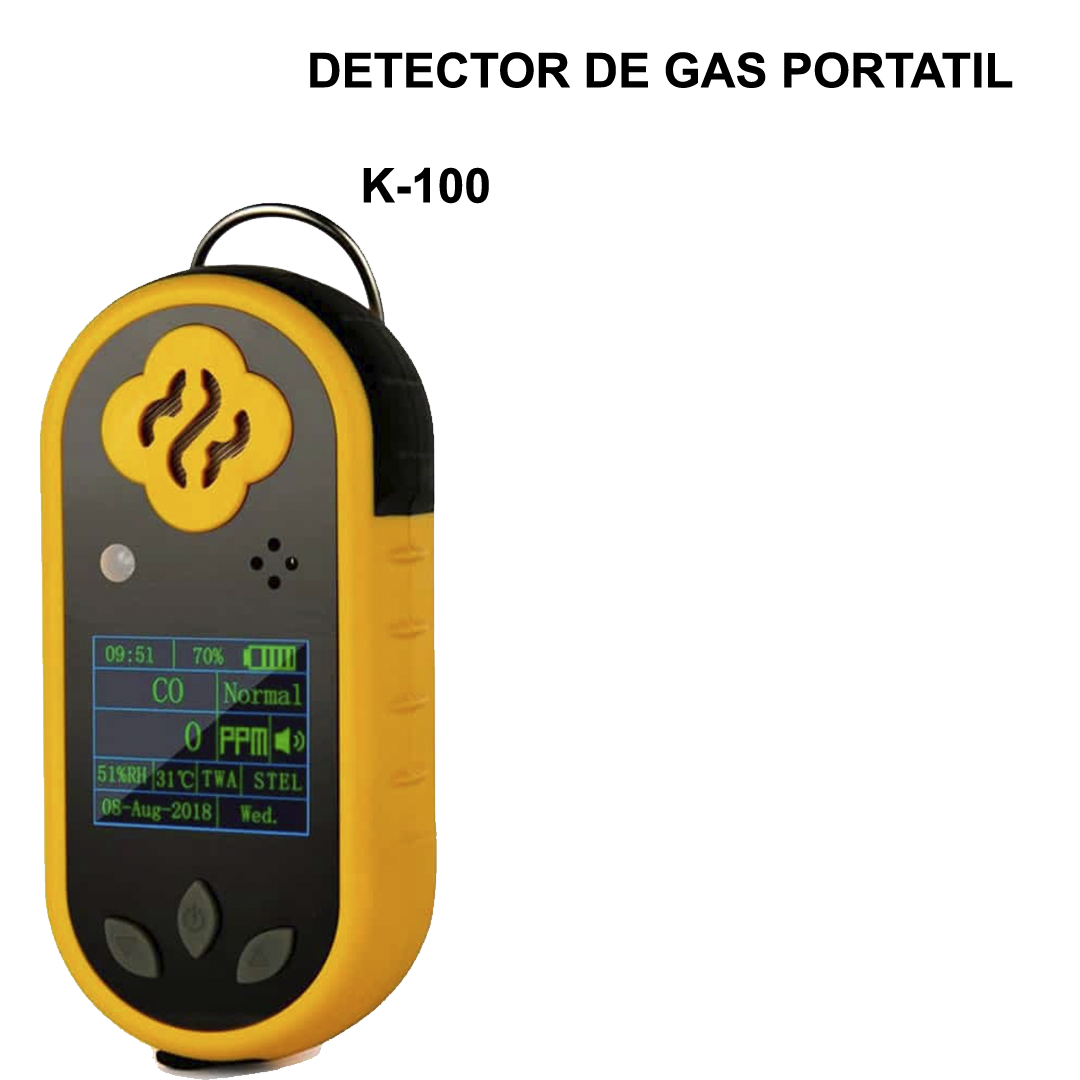 DETECTOR DE GAS PORTATIL
K-100
09:51 70%
CO Normal
0 PPM
51%RH 31℃ TWA STEL
08-Aug-2018 Wed.